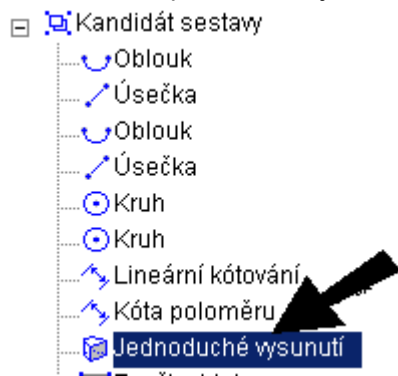 Kandidát sestavy
Oblouk
Úsečka
Oblouk
Úsečka
Kruh
Kruh
Lineární kótování
Kóta poloměru
Jednoduché vysunutí